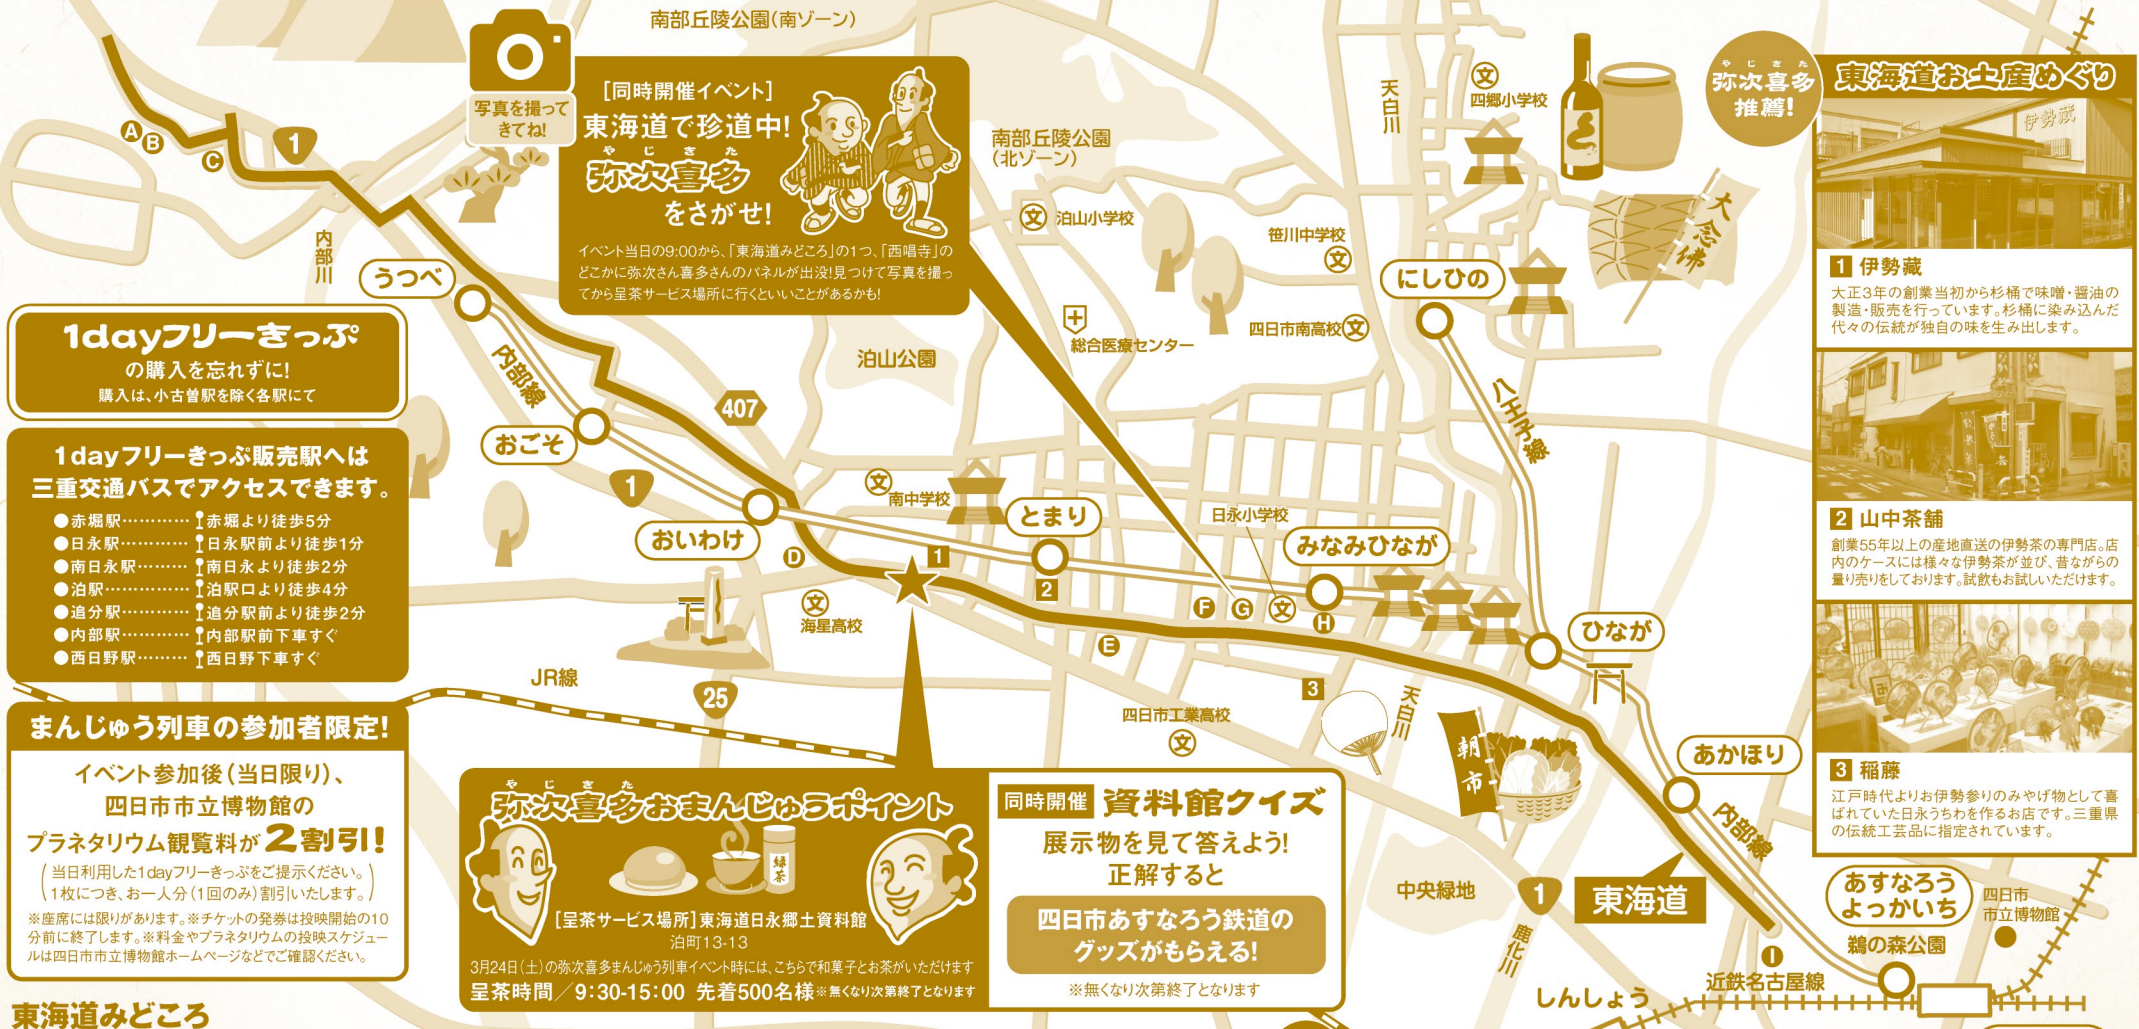 南部丘陵公園(南ゾーン)
写真を撮って
きてね!
[同時開催イベント]
東海道で珍道中!
やじきた
弥次喜多
をさがせ!
イベント当日の9:00から、「東海道みどころ」の1つ、「西唱寺」の
どこかに弥次さん喜多さんのパネルが出没!見つけて写真を撮っ
てから呈茶サービス場所に行くといいことがあるかも!
A
B
C
1
内部川
うつべ
内部線
おごそ
1
407
おいわけ
南部丘陵公園
(北ゾーン)
文 泊山小学校
天白川
文
四郷小学校
笹川中学校
文
四日市南高校文
総合医療センター
泊山公園
にしひの
八王子線
大念佛
文
南中学校
とまり
日永小学校
みなみひなが
文
ひなが
D
1
2
E
F
G
H
3
文
海星高校
JR線
25
四日市工業高校
文
天白川
朝市
あかほり
内部線
東海道
中央緑地
1
鹿化川
あすなろう
よっかいち
四日市
市立博物館
鵜の森公園
I
近鉄名古屋線
しんしょう
1dayフリーきっぷ
の購入を忘れずに!
購入は、小古曽駅を除く各駅にて
1dayフリーきっぷ販売駅へは
三重交通バスでアクセスできます。
●赤堀駅…………赤堀より徒歩5分
●日永駅…………日永駅前より徒歩1分
●南日永駅………南日永より徒歩2分
●泊駅……………泊駅口より徒歩4分
●追分駅…………追分駅前より徒歩2分
●内部駅…………内部駅前下車すぐ
●西日野駅………西日野下車すぐ
まんじゅう列車の参加者限定!
イベント参加後(当日限り)、
四日市市立博物館の
プラネタリウム観覧料が2割引!
(当日利用した1dayフリーきっぷをご提示ください。
1枚につき、お一人分(1回のみ)割引いたします。)
※座席には限りがあります。※チケットの発券は投映開始の10
分前に終了します。※料金やプラネタリウムの投映スケジュー
ルは四日市市立博物館ホームページなどでご確認ください。
東海道みどころ
やじきた
弥次喜多おまんじゅうポイント
緑茶
[呈茶サービス場所]東海道日永郷土資料館
泊町13-13
3月24日(土)の弥次喜多まんじゅう列車イベント時には、こちらで和菓子とお茶がいただけます
呈茶時間/9:30-15:00 先着500名様※無くなり次第終了となります
同時開催 資料館クイズ
展示物を見て答えよう!
正解すると
四日市あすなろう鉄道の
グッズがもらえる!
※無くなり次第終了となります
やじきた
弥次喜多
推薦!
東海道お土産めぐり
伊勢蔵
1 伊勢藏
大正3年の創業当初から杉桶で味噌・醤油の
製造・販売を行っています。杉桶に染み込んだ
代々の伝統が独自の味を生み出します。
2 山中茶舗
創業55年以上の産地直送の伊勢茶の専門店。店
内のケースには様々な伊勢茶が並び、昔ながらの
量り売りをしております。試飲もお試しいただけます。
3 稲藤
江戸時代よりお伊勢参りのみやげ物として喜
ばれていた日永うちわを作るお店です。三重県
の伝統工芸品に指定されています。